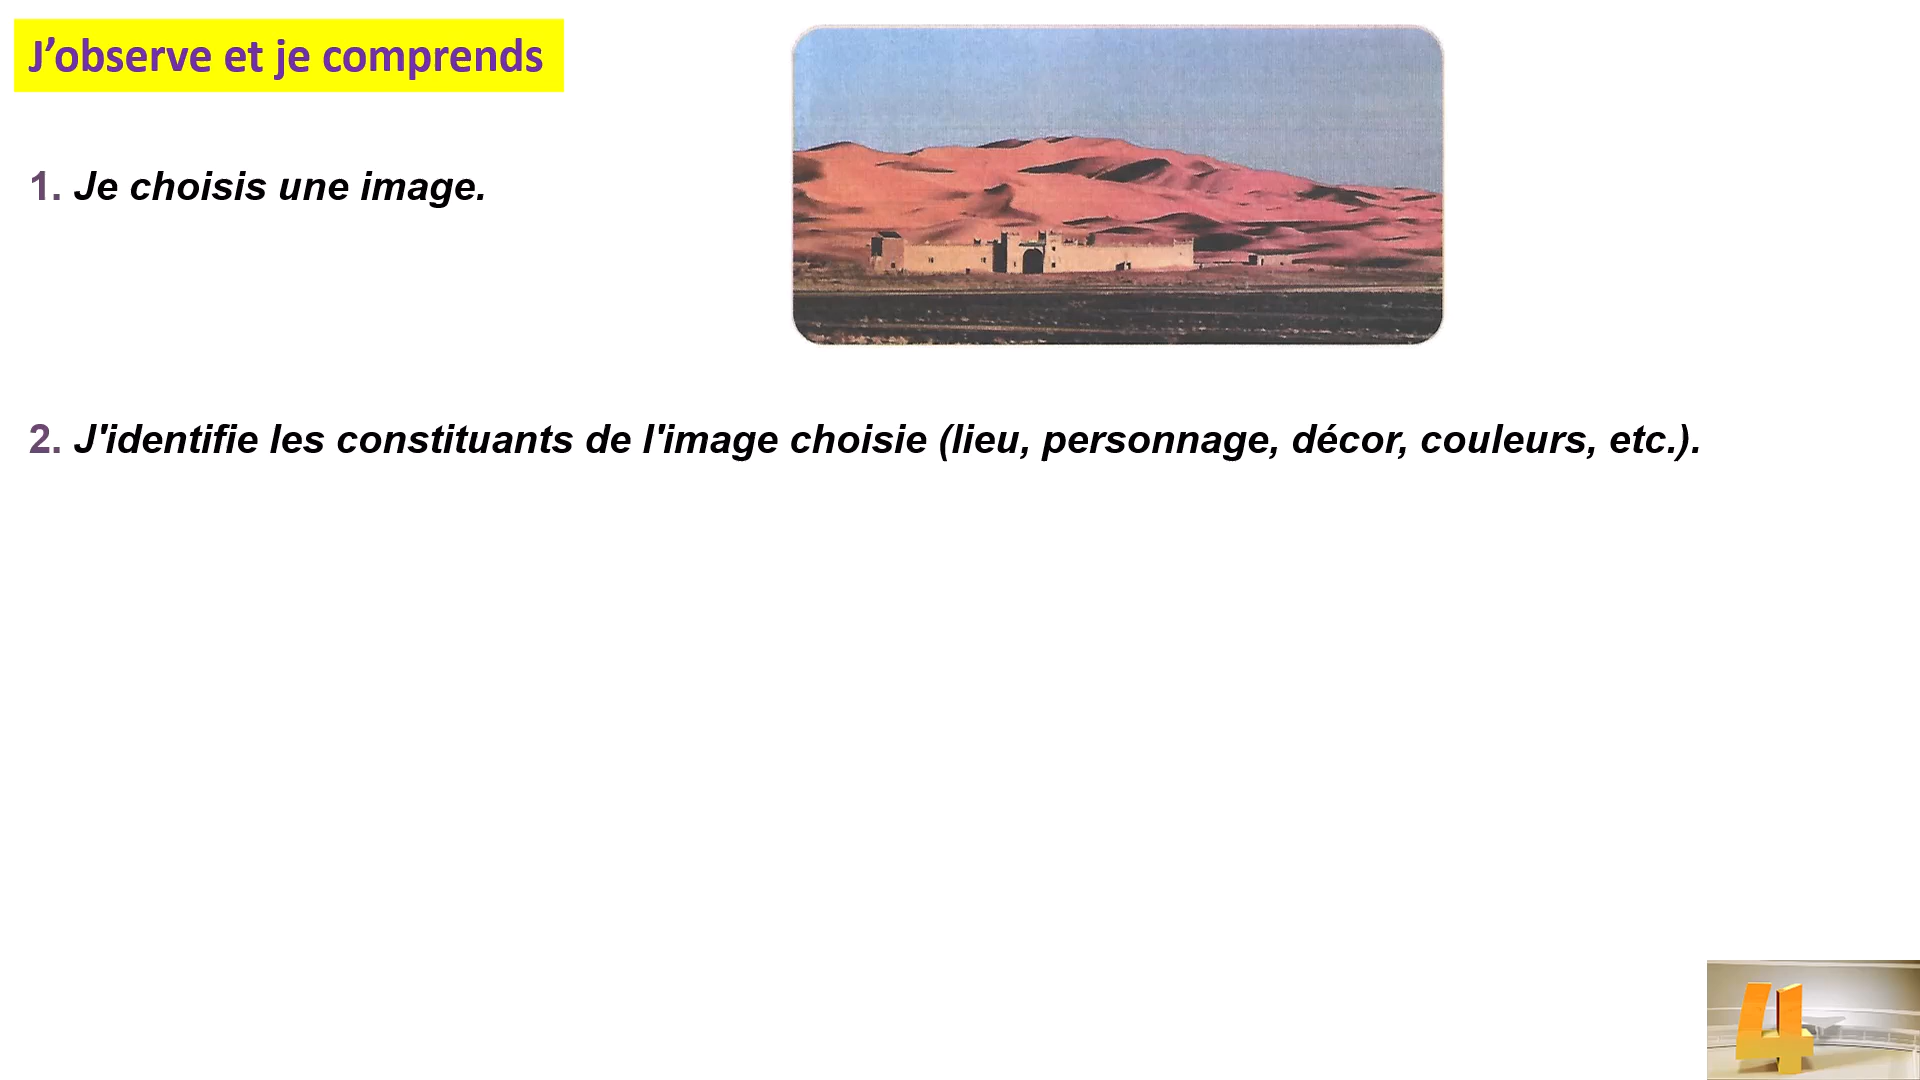 J’observe et je comprends
1. Je choisis une image.
2. J'identifie les constituants de l'image choisie (lieu, personnage, décor, couleurs, etc.).
4